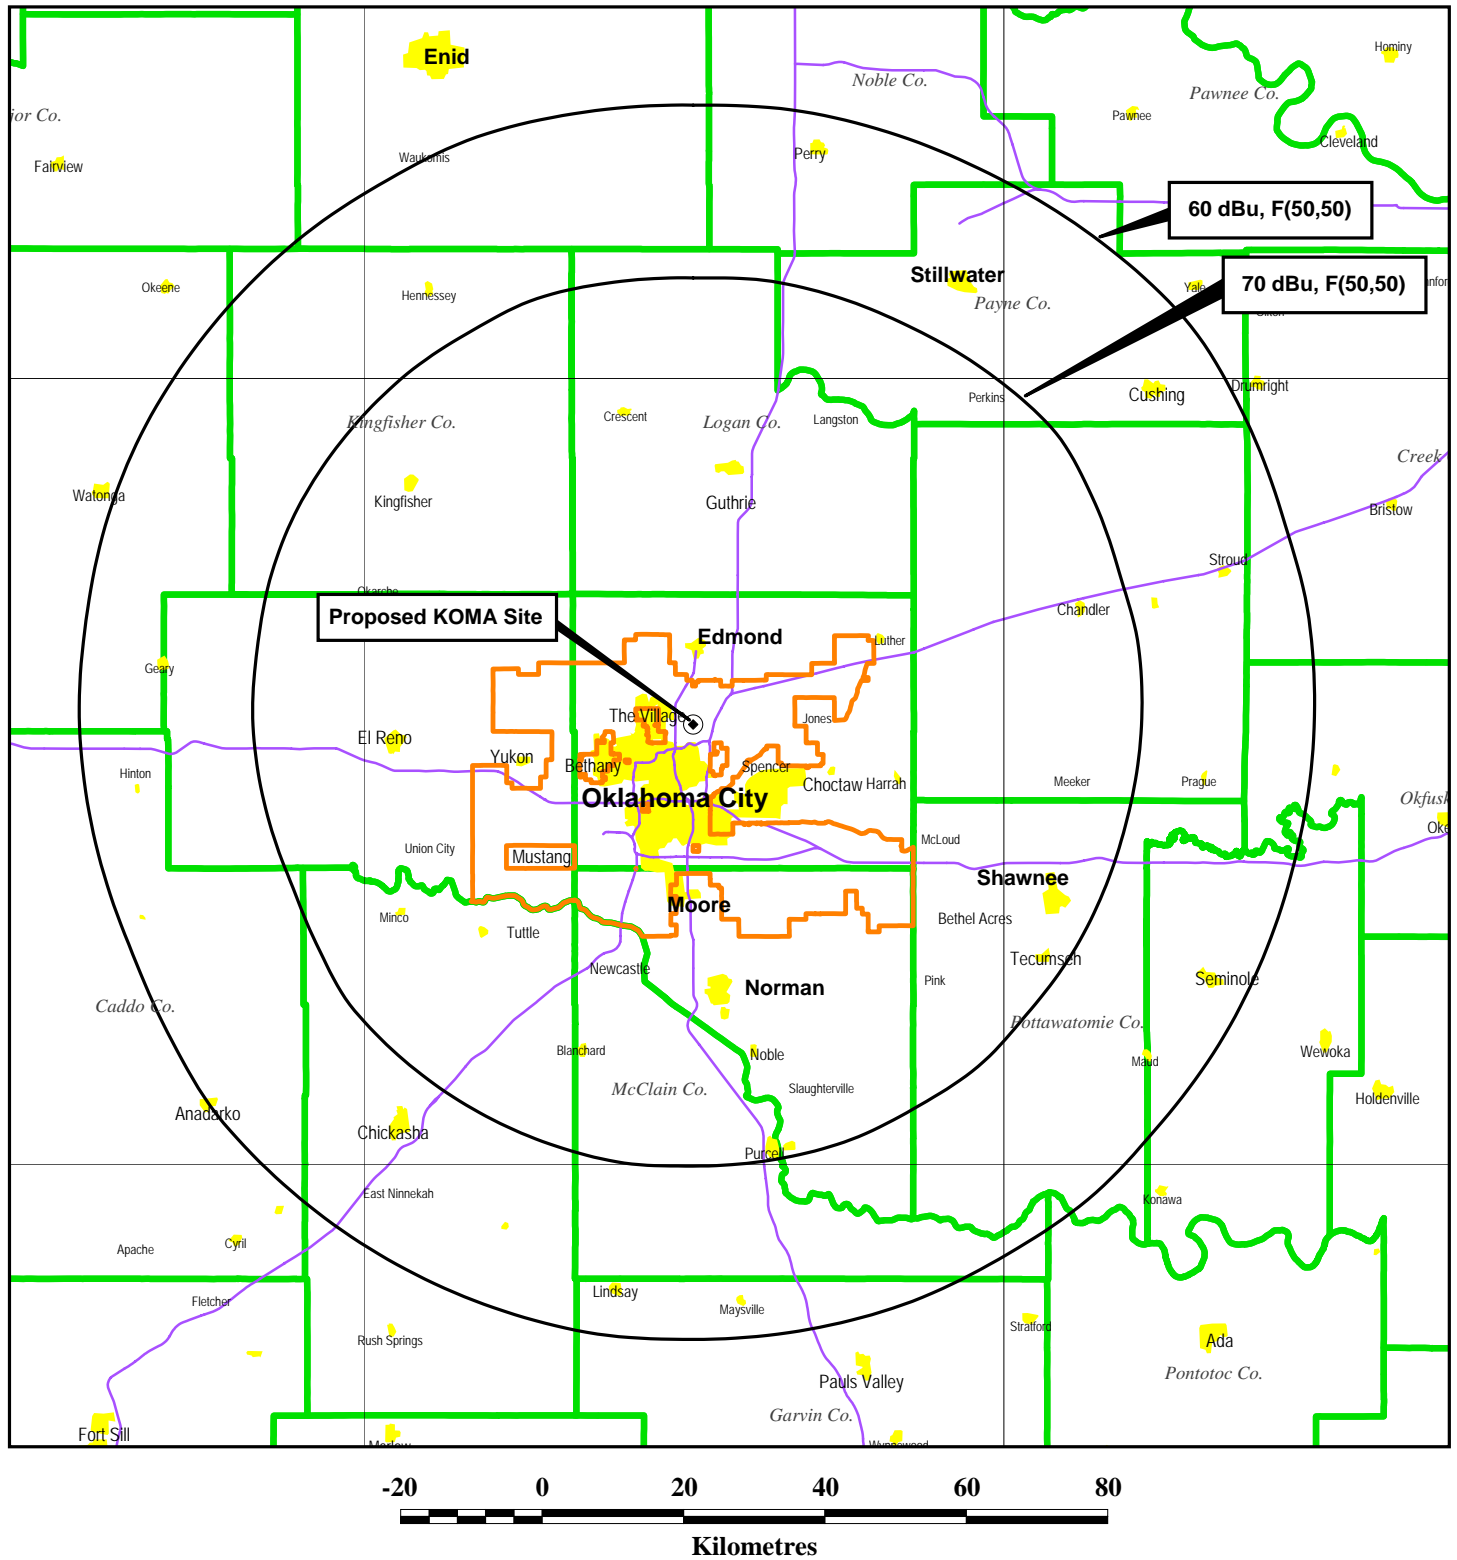 Enid
Hominy
Noble Co.
Pawnee Co.
ior Co.
Pawnee
Cleveland
Fairview
Waukomis
Perry
60 dBu, F(50,50)
Stillwater
Okeene
Hennessey
Payne Co.
Yale
70 dBu, F(50,50)
Perkins
Cushing
Drumright
Kingfisher Co.
Crescent
Logan Co.
Langston
Creek
Watonga
Kingfisher
Guthrie
Bristow
Stroud
Okarche
Chandler
Proposed KOMA Site
Edmond
Luther
Geary
The Village
Jones
El Reno
Yukon
Bethany
Spencer
Hinton
Choctaw
Harrah
Meeker
Prague
Oklahoma City
Okfusk
Oke
Union City
Mustang
McLoud
Shawnee
Moore
Minco
Tuttle
Bethel Acres
Tecumseh
Newcastle
Norman
Pink
Seminole
Caddo Co.
Pottawatomie Co.
Blanchard
Noble
Maud
Wewoka
McClain Co.
Slaughterville
Holdenville
Anadarko
Chickasha
Purcell
East Ninnekah
Konawa
Apache
Cyril
Lindsay
Fletcher
Maysville
Rush Springs
Stratford
Ada
Pauls Valley
Pontotoc Co.
Garvin Co.
Fort Sill
Marlow
Wynnewood
-20 0 20 40 60 80
Kilometres